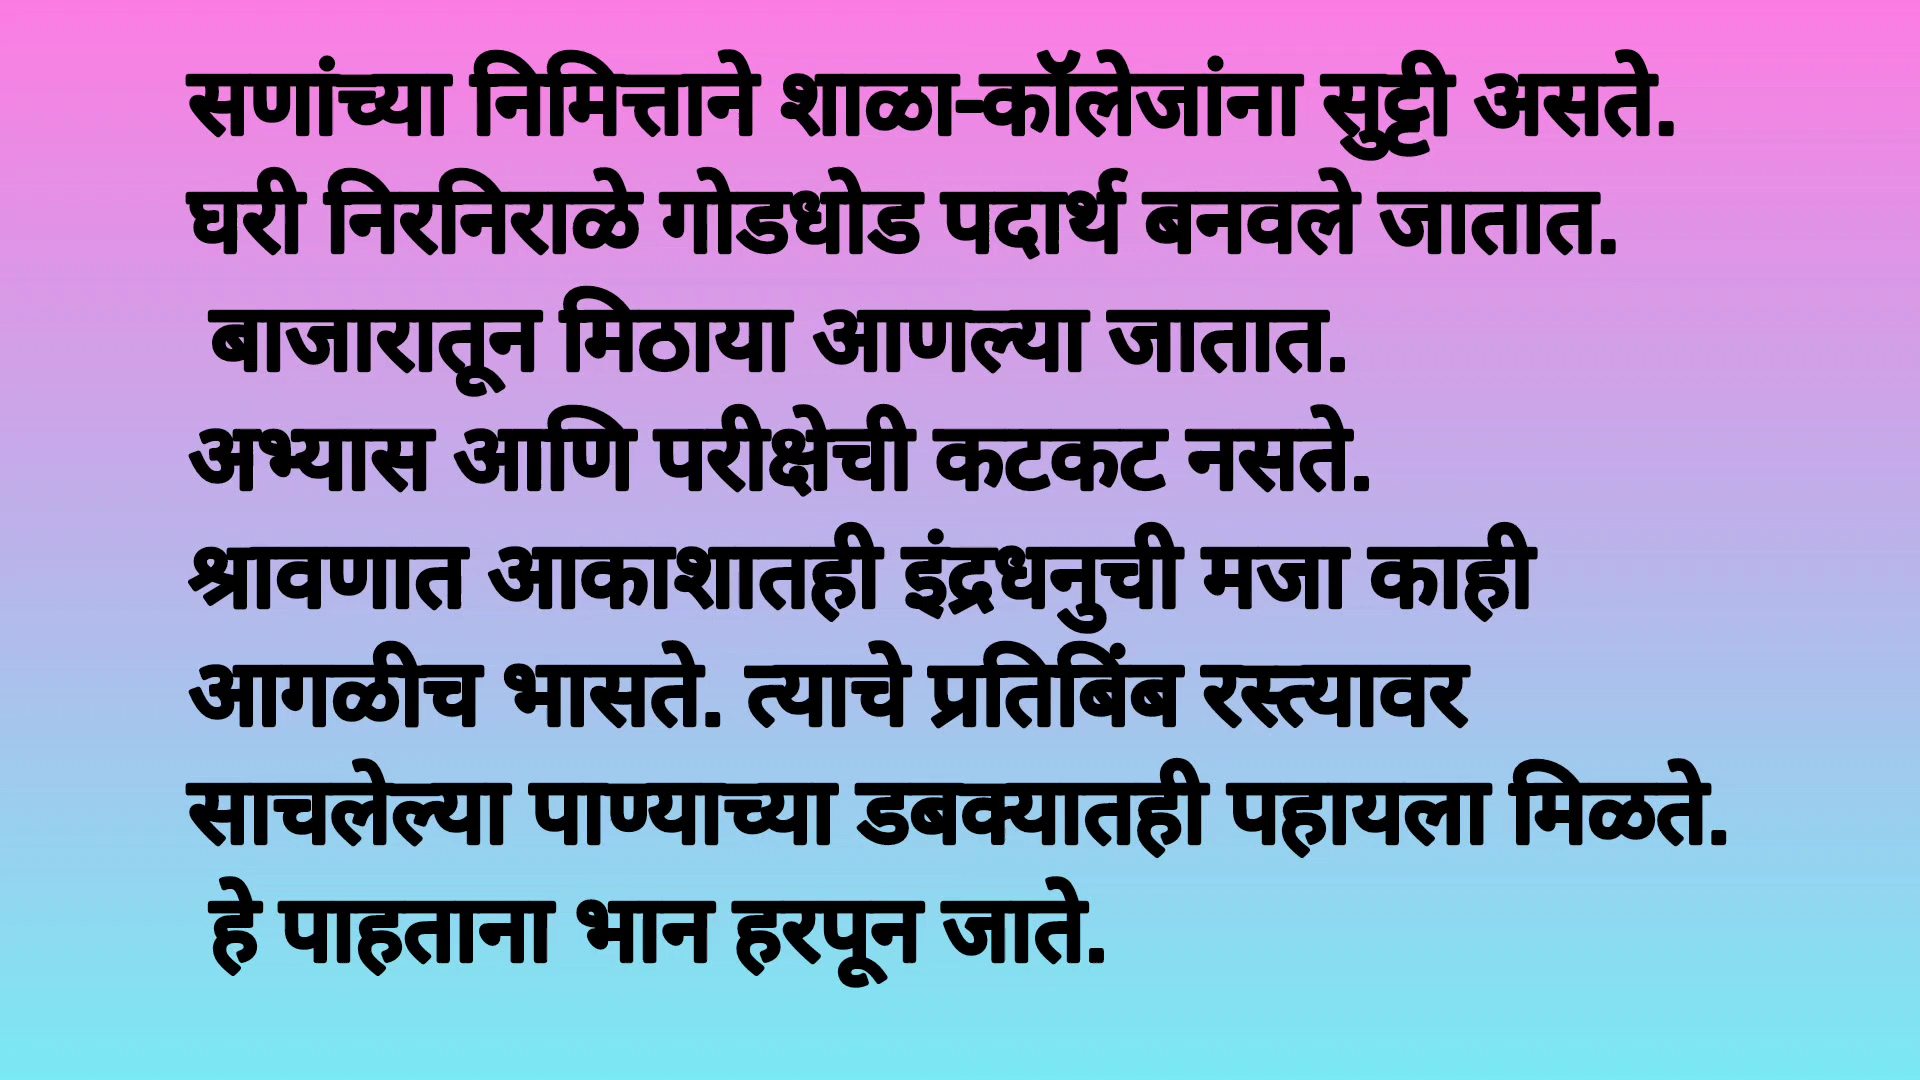 सणांच्या निमित्ताने शाळा-कॉलेजांना सुट्टी असते.
घरी निरनिराळे गोडधोड पदार्थ बनवले जातात.
बाजारातून मिठाया आणल्या जातात.
अभ्यास आणि परीक्षेची कटकट नसते.
श्रावणात आकाशातही इंद्रधनुची मजा काही
आगळीच भासते. त्याचे प्रतिबिंब रस्त्यावर
साचलेल्या पाण्याच्या डबक्यातही पहायला मिळते.
हे पाहताना भान हरपून जाते.